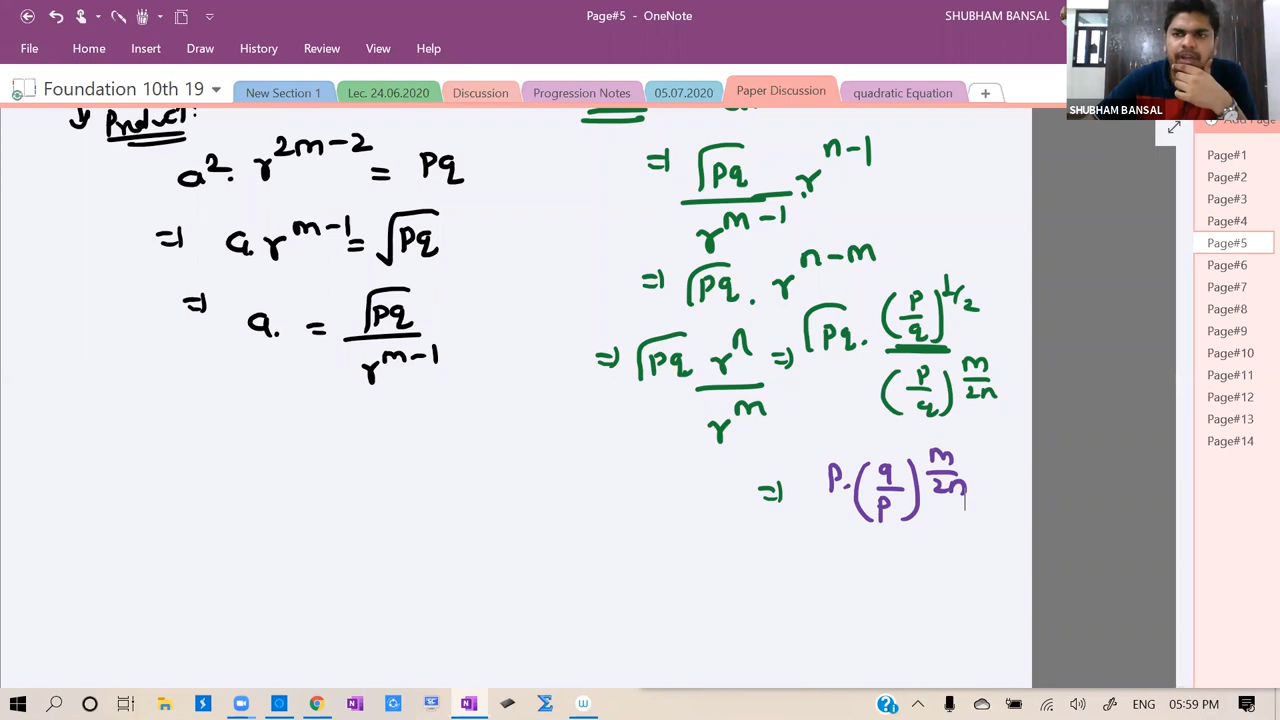 Page#5 - OneNote
SHUBHAM BANSAL
File Home Insert Draw History Review View Help
Foundation 10th 19
New Section 1 Lec. 24.06.2020 Discussion Progression Notes 05.07.2020 Paper Discussion quadratic Equation
SHUBHAM BANSAL
Add Page
Page#1
Page#2
Page#3
Page#4
Page#5
Page#6
Page#7
Page#8
Page#9
Page#10
Page#11
Page#12
Page#13
Page#14
Product:
a². r^(2m-2) = pq
⇒ a. r^(m-1) = √pq
⇒ a. = √pq / r^(m-1)
⇒ √pq / r^(m-1) . r^(n-1)
⇒ √pq . r^(n-m)
⇒ √pq r^n / r^m ⇒ √pq. (p/q)^(1/2) / (p/q)^(m/2n)
⇒ p. (q/p)^(m/2n)
ENG 05:59 PM